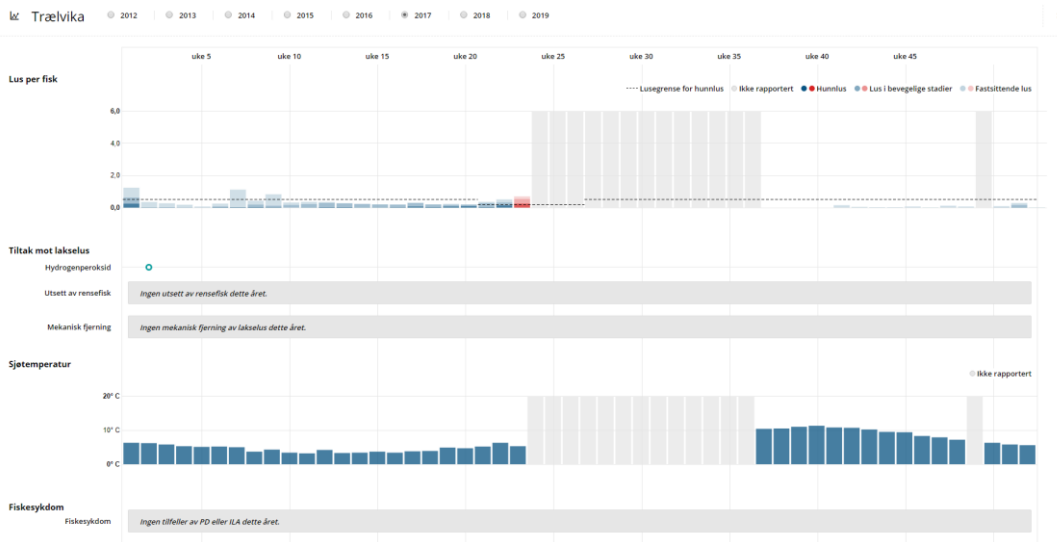 Trælvika 2012 2013 2014 2015 2016 2017 2018 2019
uke 5 uke 10 uke 15 uke 20 uke 25 uke 30 uke 35 uke 40 uke 45
Lus per fisk
Lusegrense for hunnlus Ikke rapportert Hunnlus Lus i bevegelige stadier Fastsittende lus
6,0
4,0
2,0
0,0
Tiltak mot lakselus
Hydrogenperoksid
Utsett av rensefisk Ingen utsett av rensefisk dette året.
Mekanisk fjerning Ingen mekanisk fjerning av lakselus dette året.
Sjøtemperatur
Ikke rapportert
20° C
10° C
0° C
Fiskesykdom
Fiskesykdom Ingen tilfeller av PD eller ILA dette året.